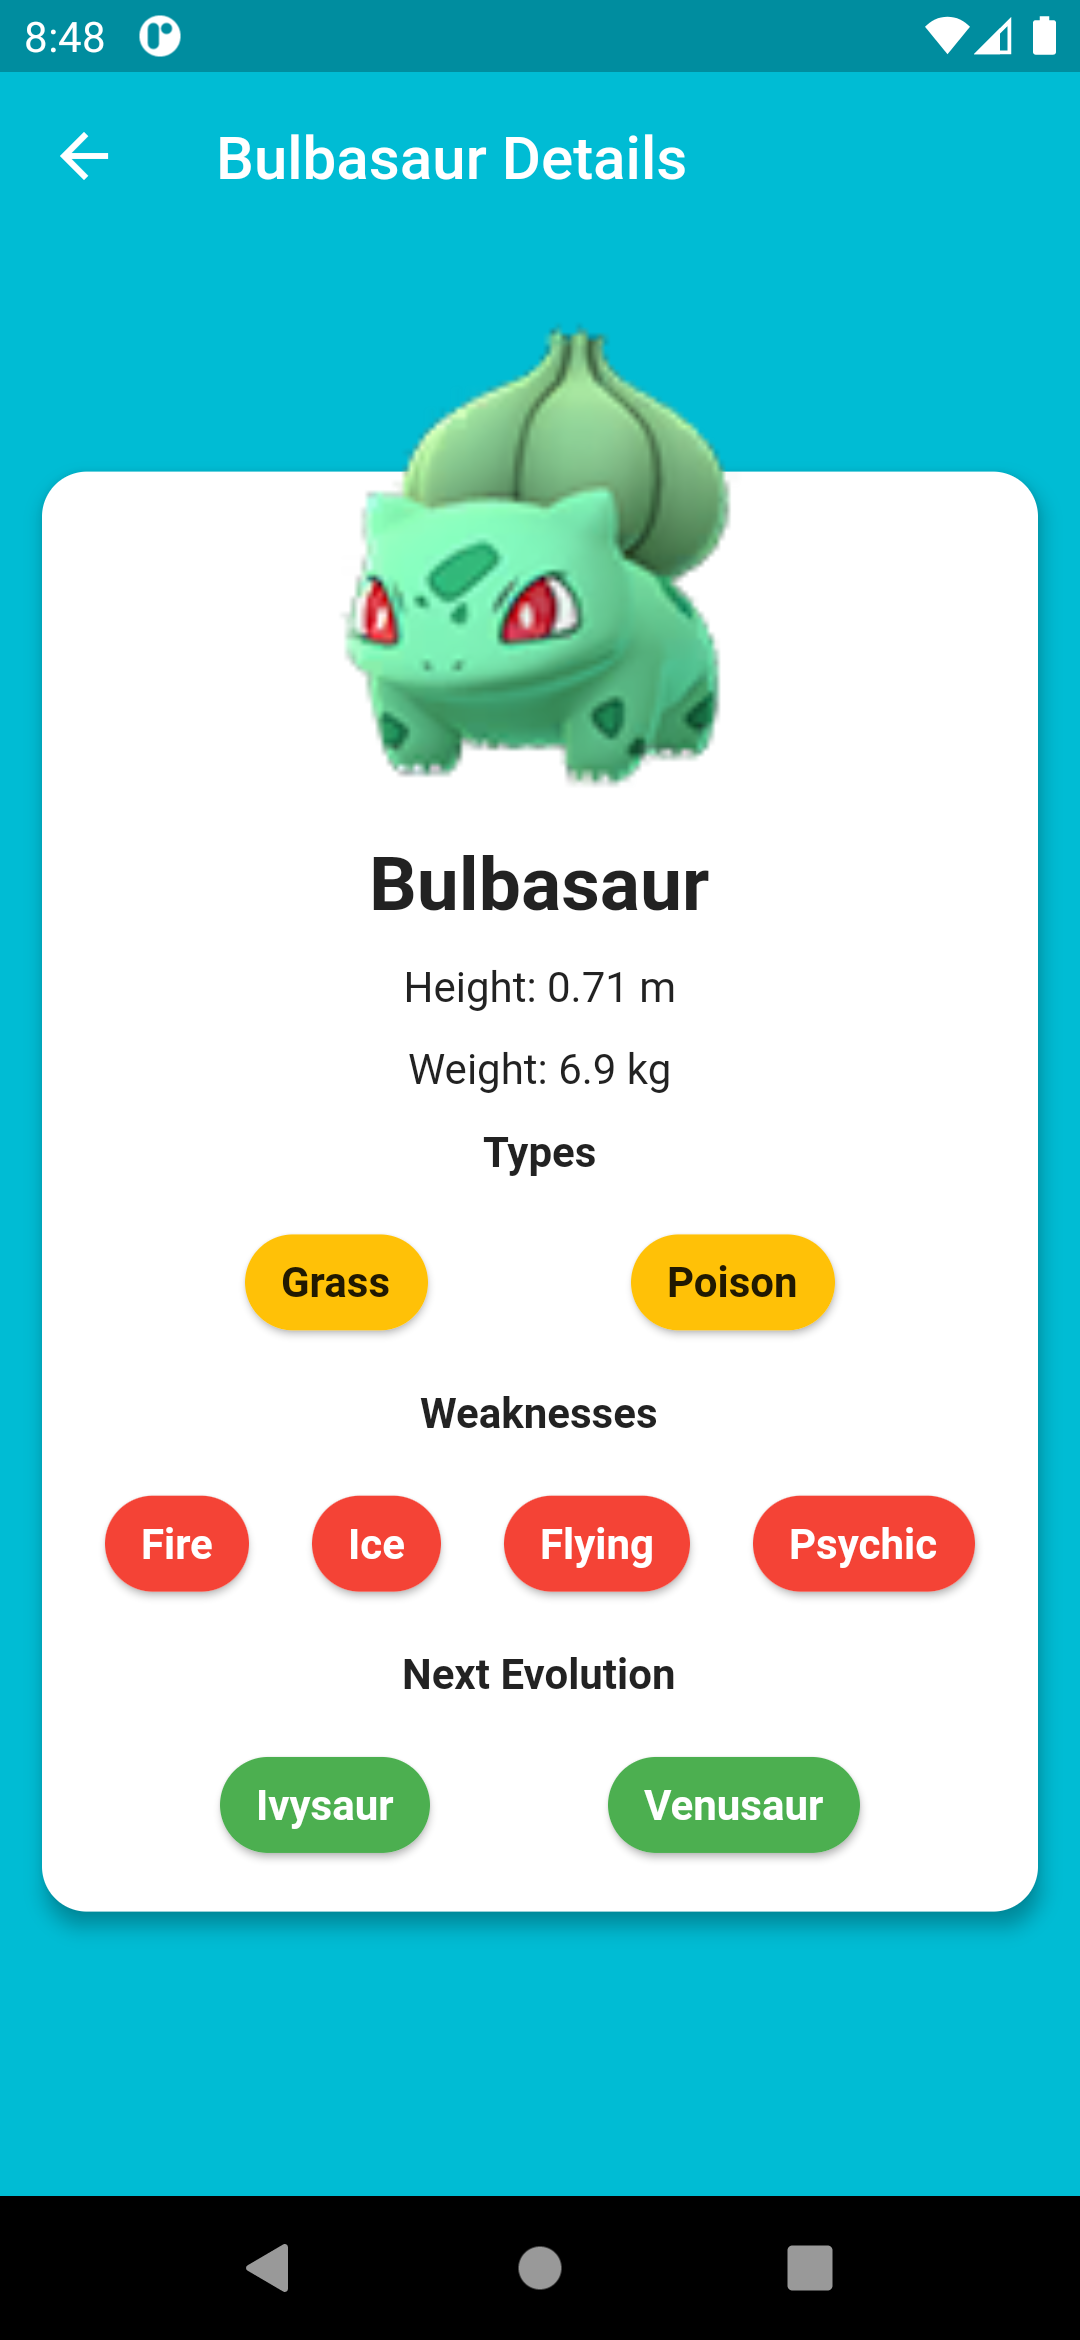 8:48
Bulbasaur Details
Bulbasaur
Height: 0.71 m
Weight: 6.9 kg
Types
Grass Poison
Weaknesses
Fire Ice Flying Psychic
Next Evolution
Ivysaur Venusaur